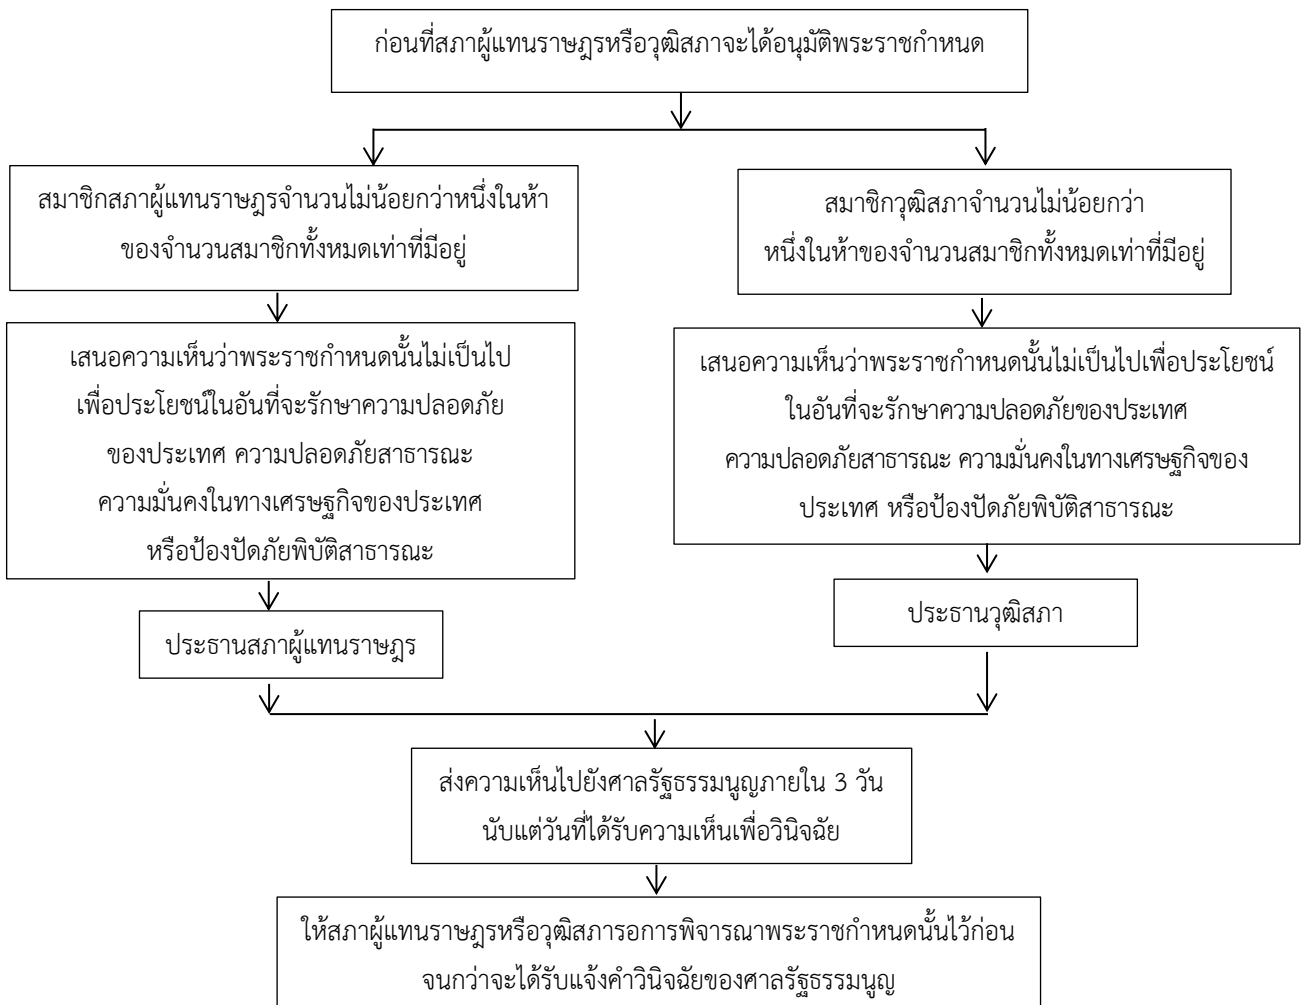 ก่อนที่สภาผู้แทนราษฎรหรือวุฒิสภาจะได้อนุมัติพระราชกำหนด
สมาชิกสภาผู้แทนราษฎรจำนวนไม่น้อยกว่าหนึ่งในห้า
ของจำนวนสมาชิกทั้งหมดเท่าที่มีอยู่
สมาชิกวุฒิสภาจำนวนไม่น้อยกว่า
หนึ่งในห้าของจำนวนสมาชิกทั้งหมดเท่าที่มีอยู่
เสนอความเห็นว่าพระราชกำหนดนั้นไม่เป็นไป
เพื่อประโยชน์ในอันที่จะรักษาความปลอดภัย
ของประเทศ ความปลอดภัยสาธารณะ
ความมั่นคงในทางเศรษฐกิจของประเทศ
หรือป้องปัดภัยพิบัติสาธารณะ
เสนอความเห็นว่าพระราชกำหนดนั้นไม่เป็นไปเพื่อประโยชน์
ในอันที่จะรักษาความปลอดภัยของประเทศ
ความปลอดภัยสาธารณะ ความมั่นคงในทางเศรษฐกิจของ
ประเทศ หรือป้องปัดภัยพิบัติสาธารณะ
ประธานสภาผู้แทนราษฎร
ประธานวุฒิสภา
ส่งความเห็นไปยังศาลรัฐธรรมนูญภายใน 3 วัน
นับแต่วันที่ได้รับความเห็นเพื่อวินิจฉัย
ให้สภาผู้แทนราษฎรหรือวุฒิสภารอการพิจารณาพระราชกำหนดนั้นไว้ก่อน
จนกว่าจะได้รับแจ้งคำวินิจฉัยของศาลรัฐธรรมนูญ